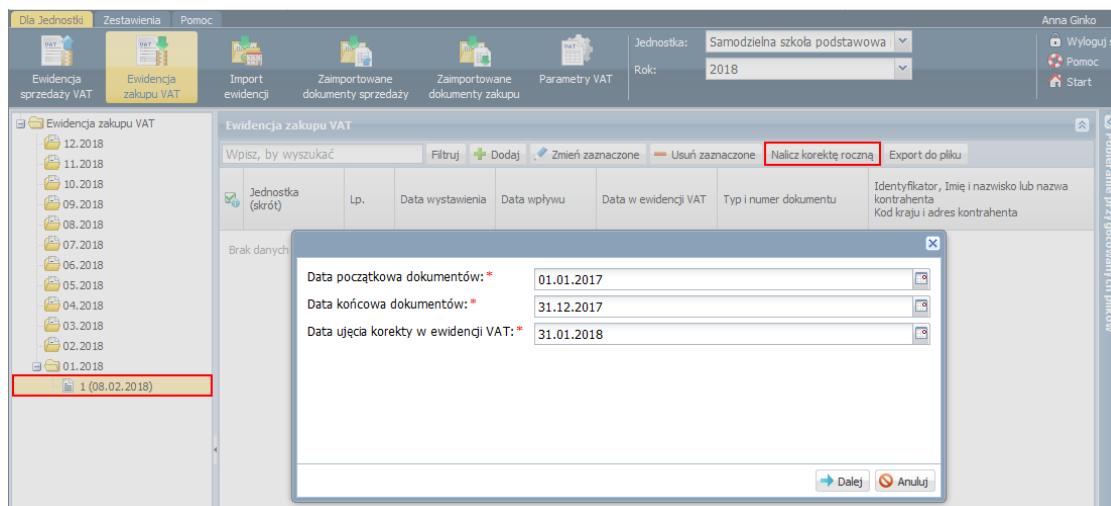 Dla Jednostki Zestawienia Pomoc Anna Ginko
Ewidencja sprzedaży VAT
Ewidencja zakupu VAT
Import ewidencji
Zaimportowane dokumenty sprzedaży
Zaimportowane dokumenty zakupu
Parametry VAT
Jednostka: Samodzielna szkoła podstawowa
Rok: 2018
Wyloguj
Pomoc
Start
Ewidencja zakupu VAT
12.2018
11.2018
10.2018
09.2018
08.2018
07.2018
06.2018
05.2018
04.2018
03.2018
02.2018
01.2018
1 (08.02.2018)
Ewidencja zakupu VAT
Wpisz, by wyszukać Filtruj Dodaj Zmień zaznaczone Usuń zaznaczone Nalicz korektę roczną Export do pliku
Jednostka (skrót) Lp. Data wystawienia Data wpływu Data w ewidencji VAT Typ i numer dokumentu Identyfikator, Imię i nazwisko lub nazwa kontrahenta
Kod kraju i adres kontrahenta
Brak danych
Data początkowa dokumentów: * 01.01.2017
Data końcowa dokumentów: * 31.12.2017
Data ujęcia korekty w ewidencji VAT: * 31.01.2018
Dalej Anuluj